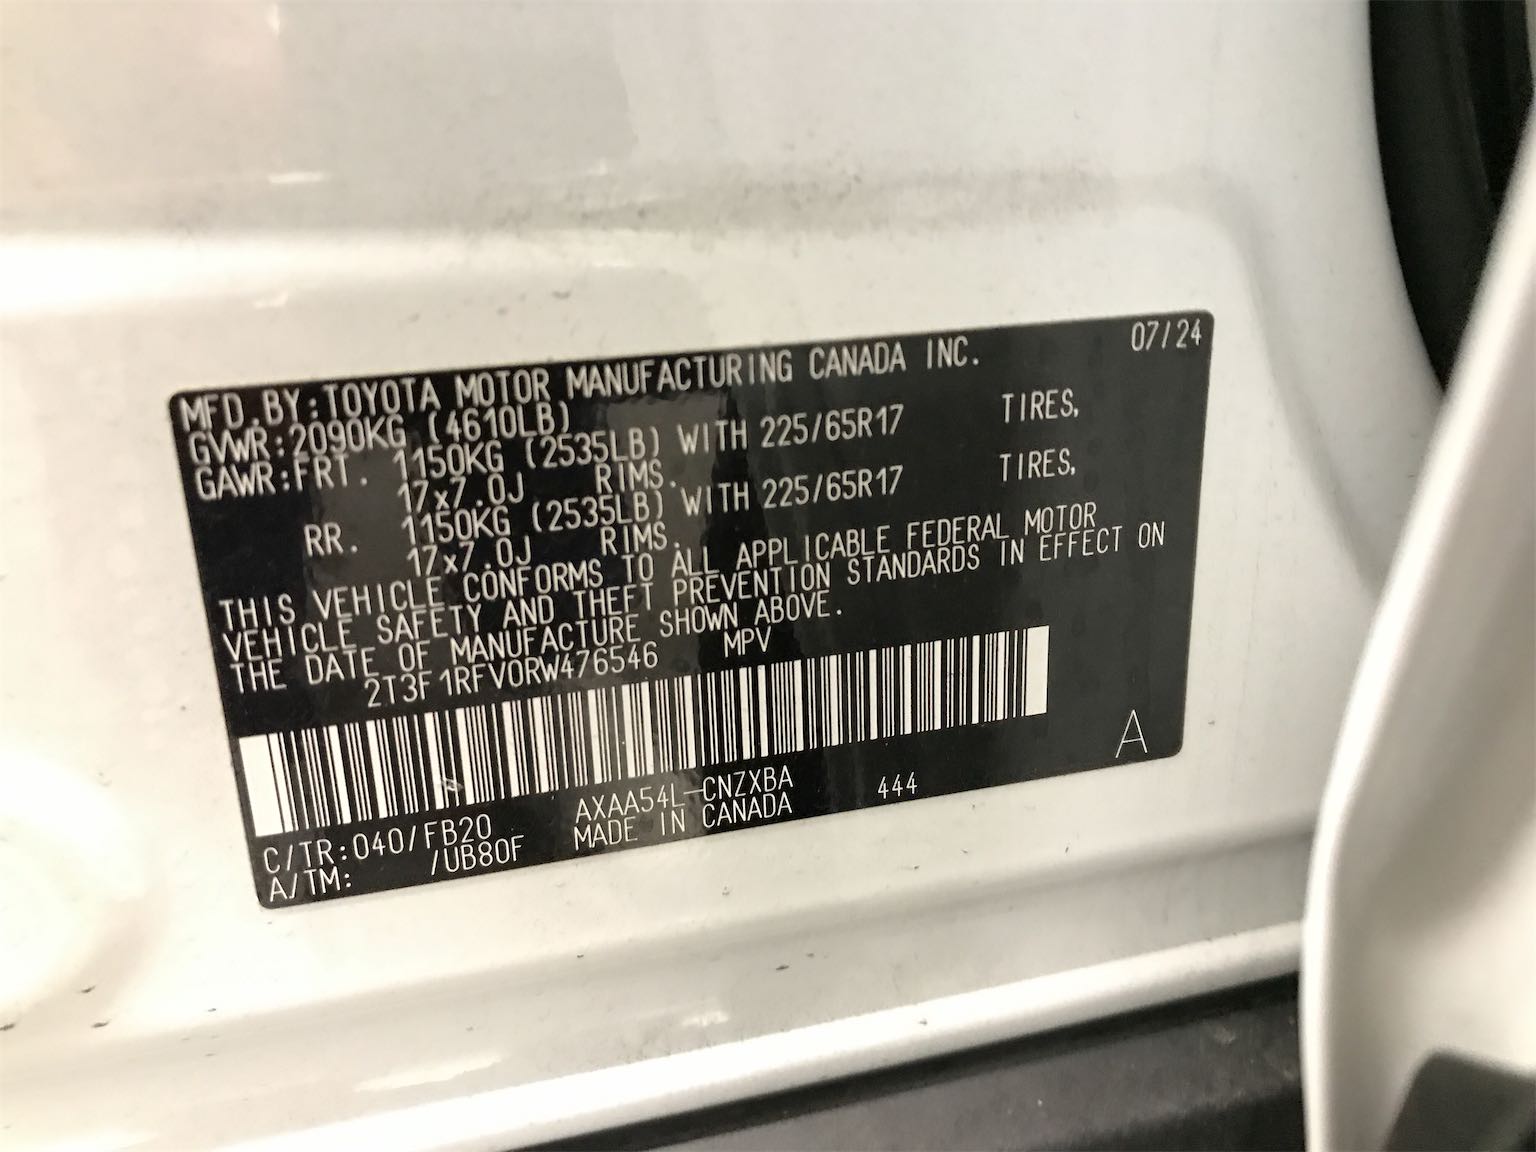 07/24
MFD.BY:TOYOTA MOTOR MANUFACTURING CANADA INC.
GVWR:2090KG (4610LB)
GAWR:FRT. 1150KG (2535LB) WITH 225/65R17 TIRES,
17x7.0J RIMS.
RR. 1150KG (2535LB) WITH 225/65R17 TIRES,
17x7.0J RIMS.
THIS VEHICLE CONFORMS TO ALL APPLICABLE FEDERAL MOTOR
VEHICLE SAFETY AND THEFT PREVENTION STANDARDS IN EFFECT ON
THE DATE OF MANUFACTURE SHOWN ABOVE.
2T3F1RFV0RW476546 MPV
A
C/TR:040/FB20 AXAA54L-CNZXBA 444
A/TM: /UB80F MADE IN CANADA